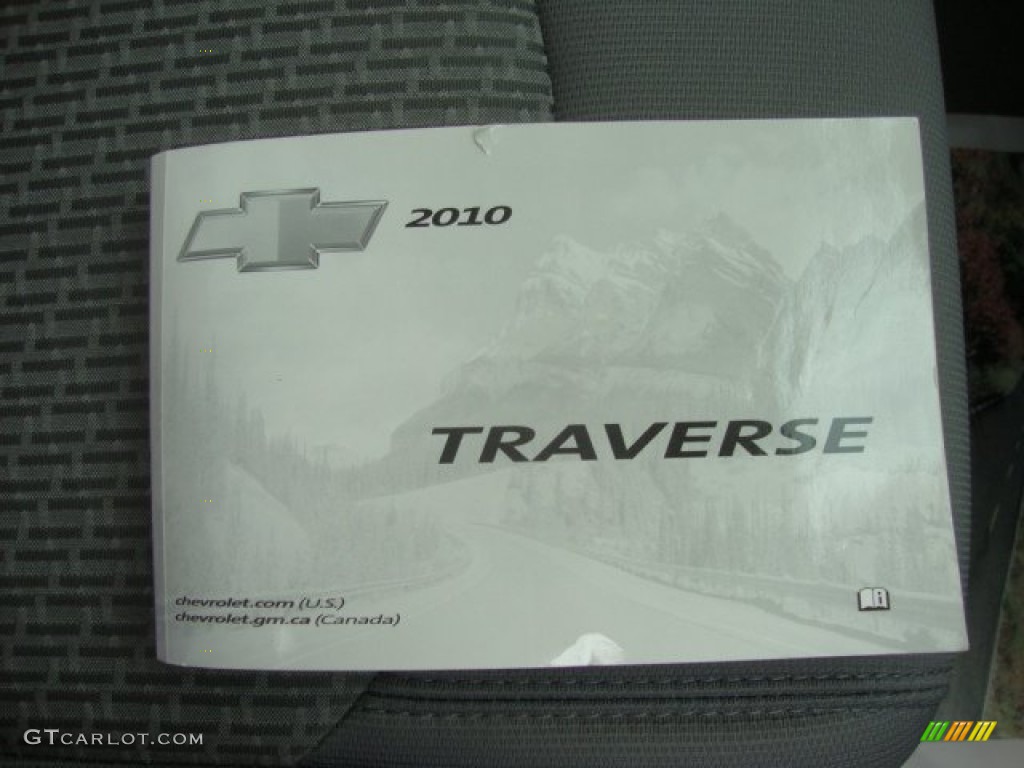 2010
TRAVERSE
chevrolet.com (U.S.)
chevrolet.gm.ca (Canada)
GTCARLOT.COM